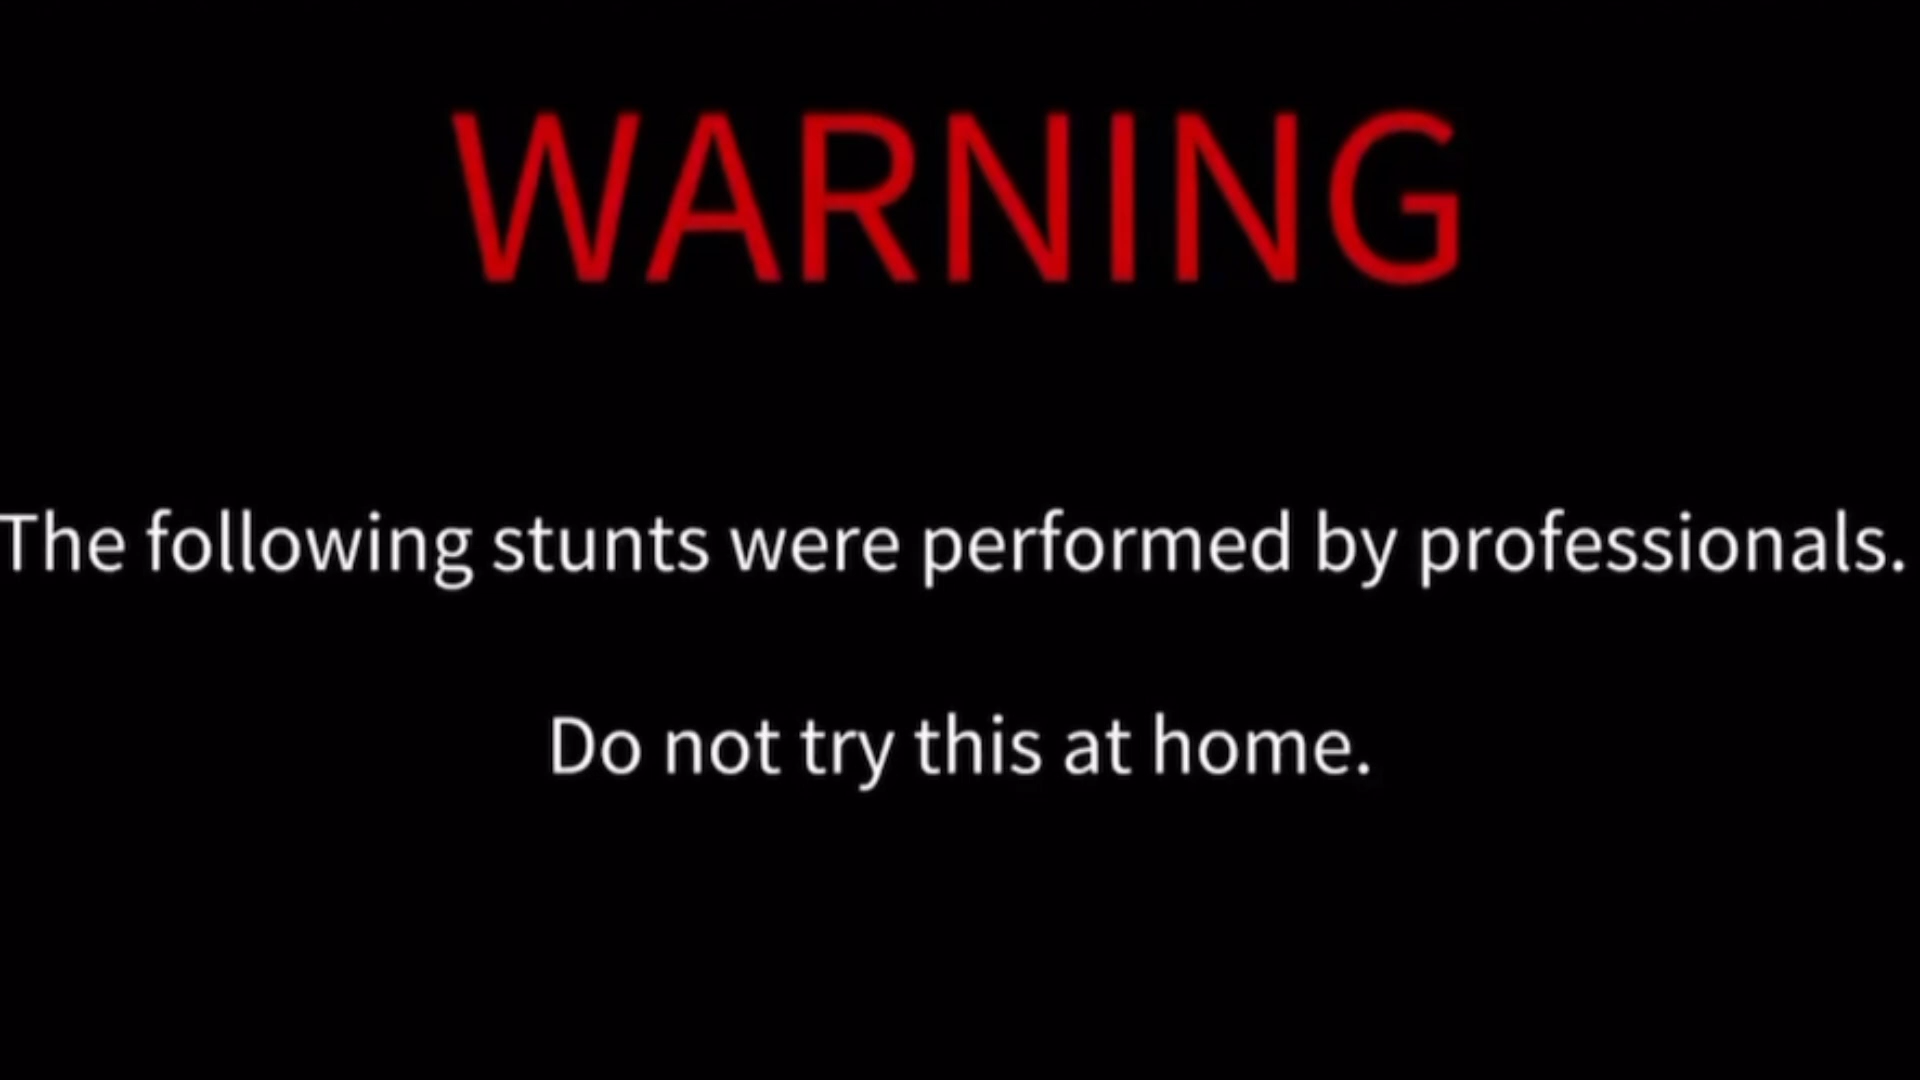 WARNING
The following stunts were performed by professionals.
Do not try this at home.